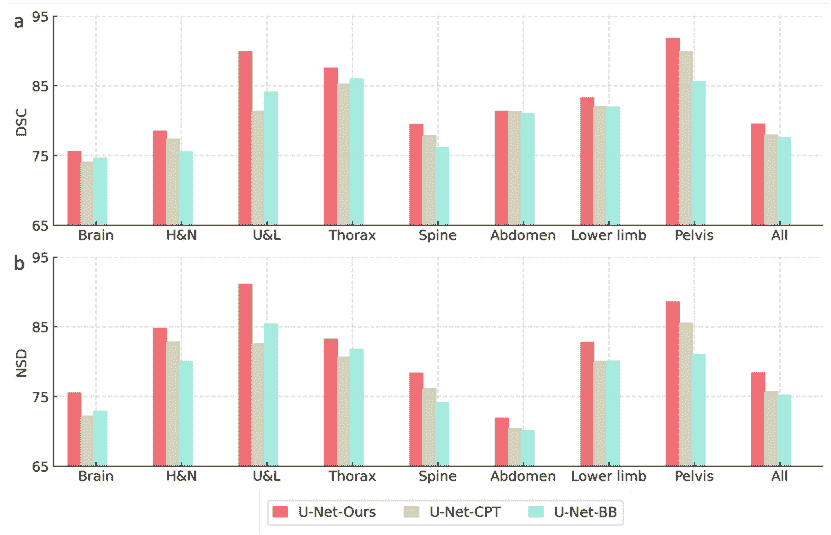 a
95
85
75
65
DSC
Brain H&N U&L Thorax Spine Abdomen Lower limb Pelvis All
b
95
85
75
65
NSD
Brain H&N U&L Thorax Spine Abdomen Lower limb Pelvis All
U-Net-Ours U-Net-CPT U-Net-BB